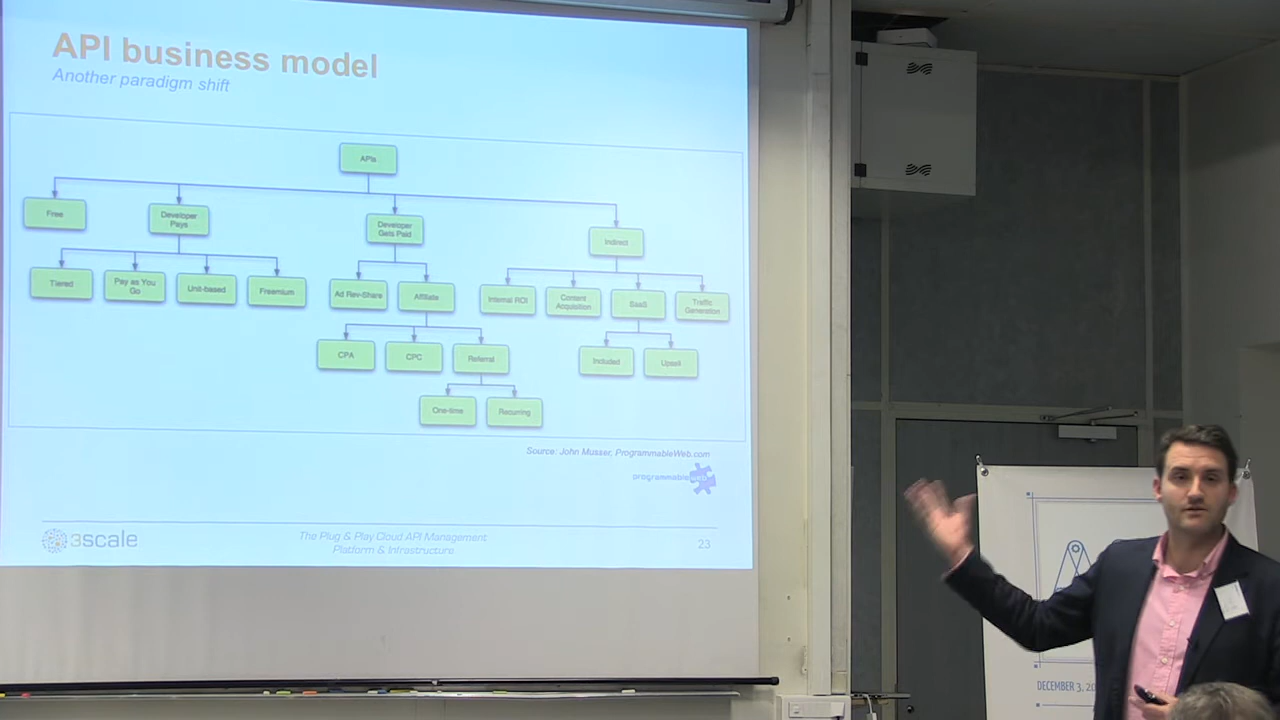 API business model
Another paradigm shift
APIs
Free
Developer
Pays
Developer
Gets Paid
Indirect
Tiered
Pay as You
Go
Unit-based
Freemium
Ad Rev-Share
Affiliate
Internal ROI
Content
Acquisition
SaaS
Traffic
Generation
CPA
CPC
Referral
Included
Upsell
One-time
Recurring
Source: John Musser, ProgrammableWeb.com
programmableweb
3scale
The Plug & Play Cloud API Management
Platform & Infrastructure
23
DECEMBER 3, 20